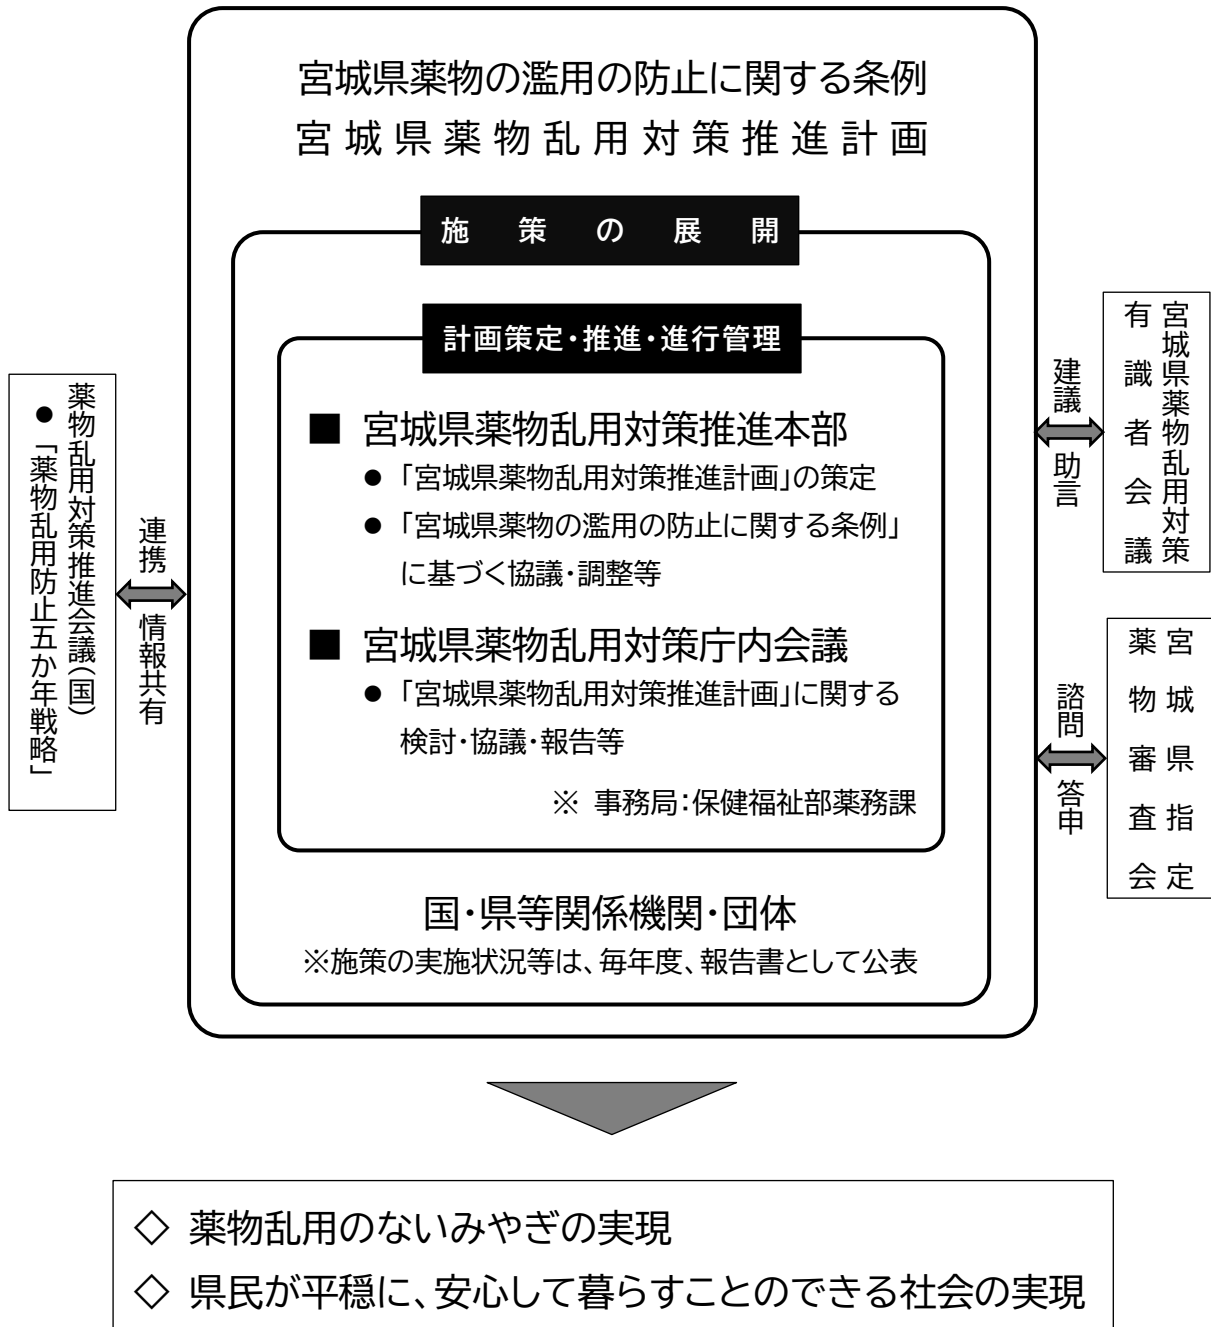 宮城県薬物の濫用の防止に関する条例
宮城県薬物乱用対策推進計画
施策の展開
計画策定・推進・進行管理
■ 宮城県薬物乱用対策推進本部
● 「宮城県薬物乱用対策推進計画」の策定
● 「宮城県薬物の濫用の防止に関する条例」
に基づく協議・調整等
■ 宮城県薬物乱用対策庁内会議
● 「宮城県薬物乱用対策推進計画」に関する
検討・協議・報告等
※ 事務局：保健福祉部薬務課
国・県等関係機関・団体
※施策の実施状況等は、毎年度、報告書として公表
薬物乱用対策推進会議（国）
● 「薬物乱用防止五か年戦略」
連携
情報共有
建議
助言
宮城県薬物乱用対策
有識者会議
諮問
答申
宮城県指定
薬物審査会
◇ 薬物乱用のないみやぎの実現
◇ 県民が平穏に、安心して暮らすことのできる社会の実現